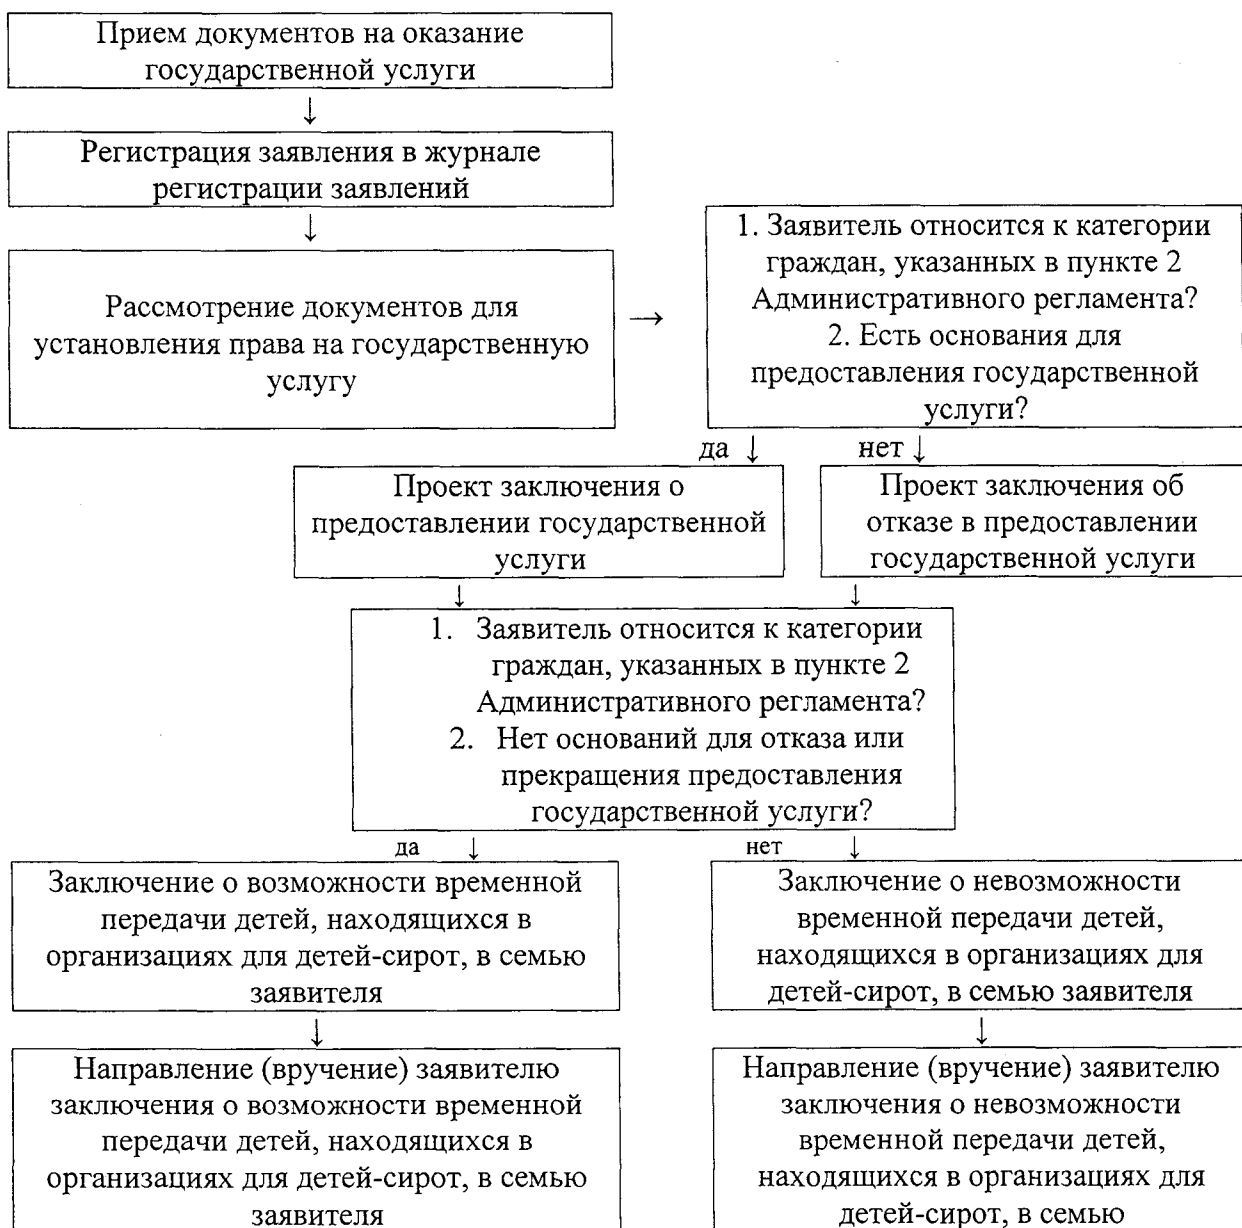 Прием документов на оказание
государственной услуги
↓
Регистрация заявления в журнале
регистрации заявлений
↓
Рассмотрение документов для
установления права на государственную
услугу
→
1. Заявитель относится к категории
граждан, указанных в пункте 2
Административного регламента?
2. Есть основания для
предоставления государственной
услуги?
да ↓ нет ↓
Проект заключения о
предоставлении государственной
услуги
Проект заключения об
отказе в предоставлении
государственной услуги
↓ ↓
1. Заявитель относится к категории
граждан, указанных в пункте 2
Административного регламента?
2. Нет оснований для отказа или
прекращения предоставления
государственной услуги?
да ↓ нет ↓
Заключение о возможности временной
передачи детей, находящихся в
организациях для детей-сирот, в семью
заявителя
↓
Направление (вручение) заявителю
заключения о возможности временной
передачи детей, находящихся в
организациях для детей-сирот, в семью
заявителя
Заключение о невозможности
временной передачи детей,
находящихся в организациях для
детей-сирот, в семью заявителя
↓
Направление (вручение) заявителю
заключения о невозможности
временной передачи детей,
находящихся в организациях для
детей-сирот, в семью